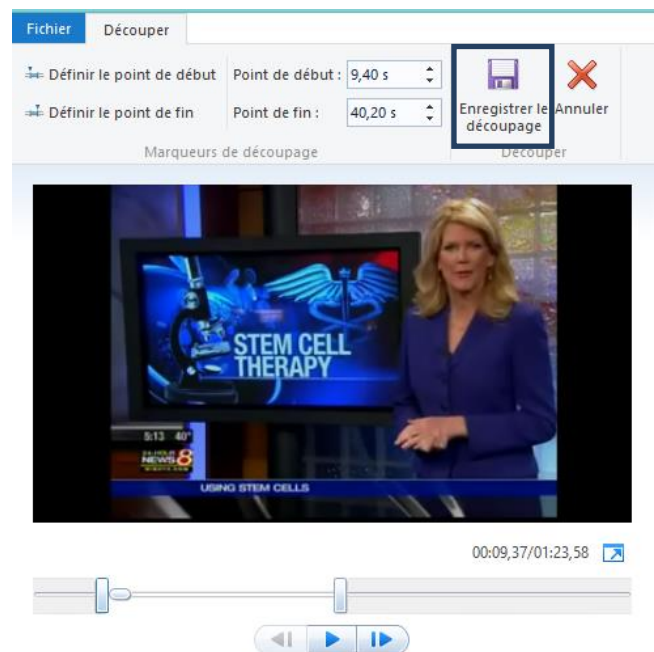 Fichier Découper
Définir le point de début Point de début : 9,40 s
Définir le point de fin Point de fin : 40,20 s
Enregistrer le découpage
Annuler
Marqueurs de découpage Découper
STEM CELL
THERAPY
5:13 40°
24-HOUR
NEWS 8
USING STEM CELLS
00:09,37/01:23,58